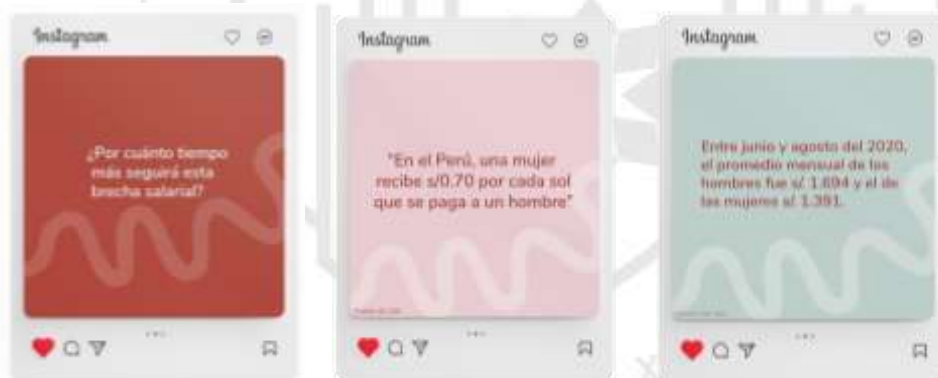 Instagram
¿Por cuánto tiempo
más seguirá esta
brecha salarial?
Instagram
"En el Perú, una mujer
recibe s/0.70 por cada sol
que se paga a un hombre"
Instagram
Entre junio y agosto del 2020,
el promedio mensual de los
hombres fue s/. 1.694 y el de
las mujeres s/. 1.391.